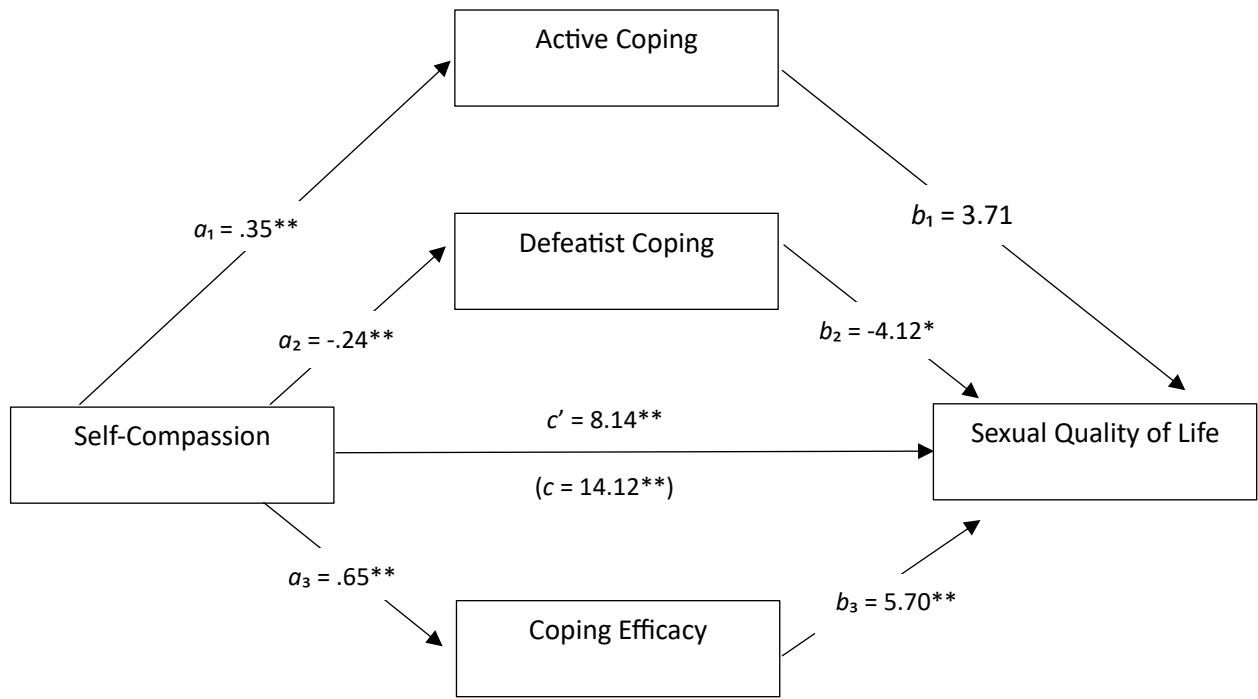 Active Coping
a₁ = .35**
b₁ = 3.71
Defeatist Coping
a₂ = -.24**
b₂ = -4.12*
Self-Compassion
c’ = 8.14**
(c = 14.12**)
Sexual Quality of Life
a₃ = .65**
b₃ = 5.70**
Coping Efficacy